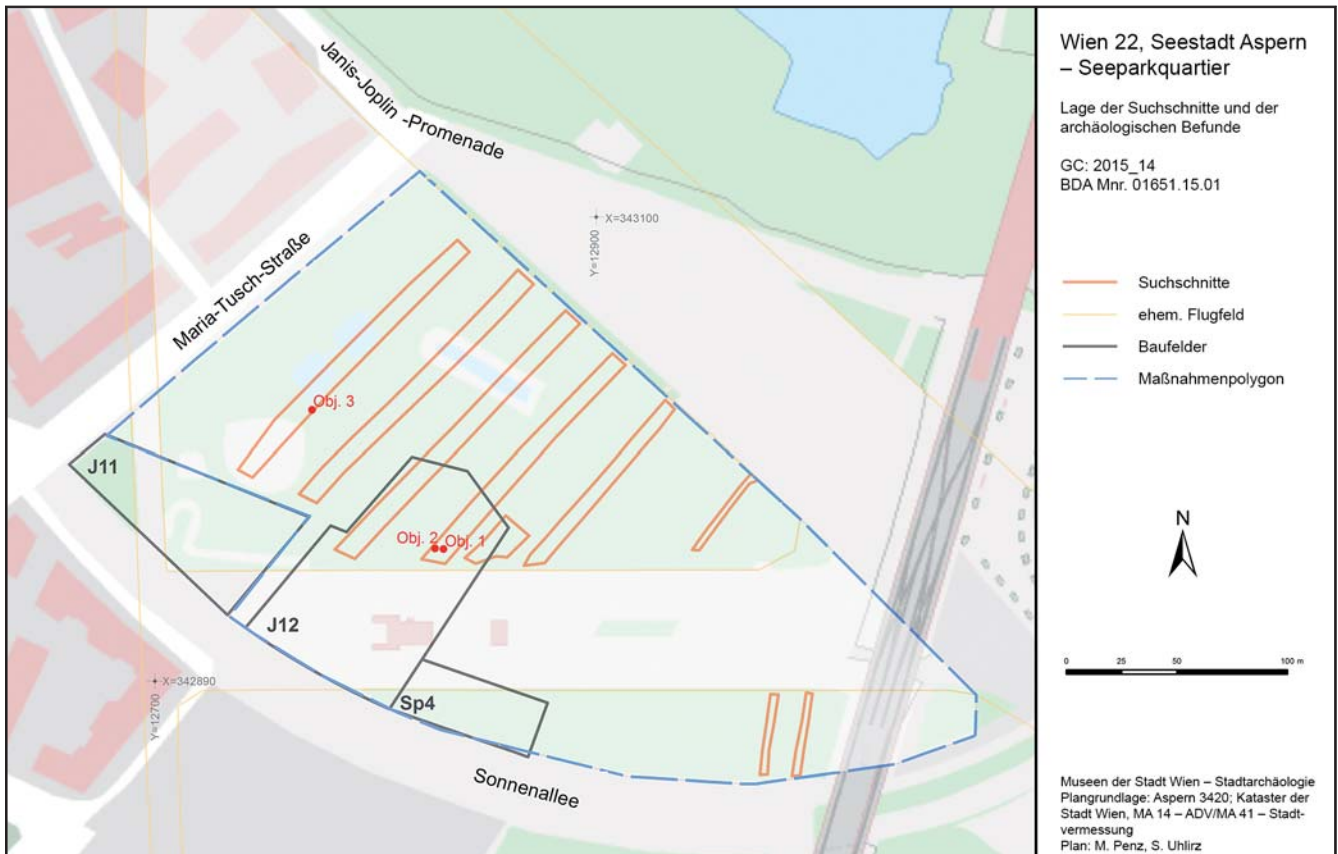 Janis-Joplin -Promenade
Maria-Tusch-Straße
X=343100
Y=12900
Obj. 3
J11
Obj. 2
Obj. 1
J12
X=342890
Y=12700
Sp4
Sonnenallee
Wien 22, Seestadt Aspern
– Seeparkquartier
Lage der Suchschnitte und der
archäologischen Befunde
GC: 2015_14
BDA Mnr. 01651.15.01
Suchschnitte
ehem. Flugfeld
Baufelder
Maßnahmenpolygon
N
0 25 50 100 m
Museen der Stadt Wien – Stadtarchäologie
Plangrundlage: Aspern 3420; Kataster der
Stadt Wien, MA 14 – ADV/MA 41 – Stadt-
vermessung
Plan: M. Penz, S. Uhlirz